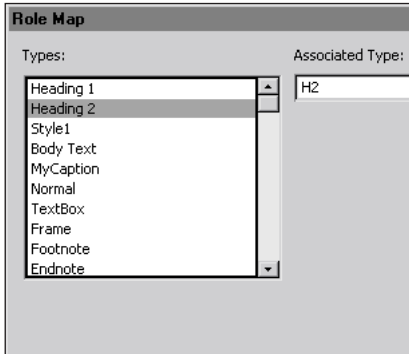 Role Map
Types:
Associated Type:
Heading 1
H2
Heading 2
Style1
Body Text
MyCaption
Normal
TextBox
Frame
Footnote
Endnote